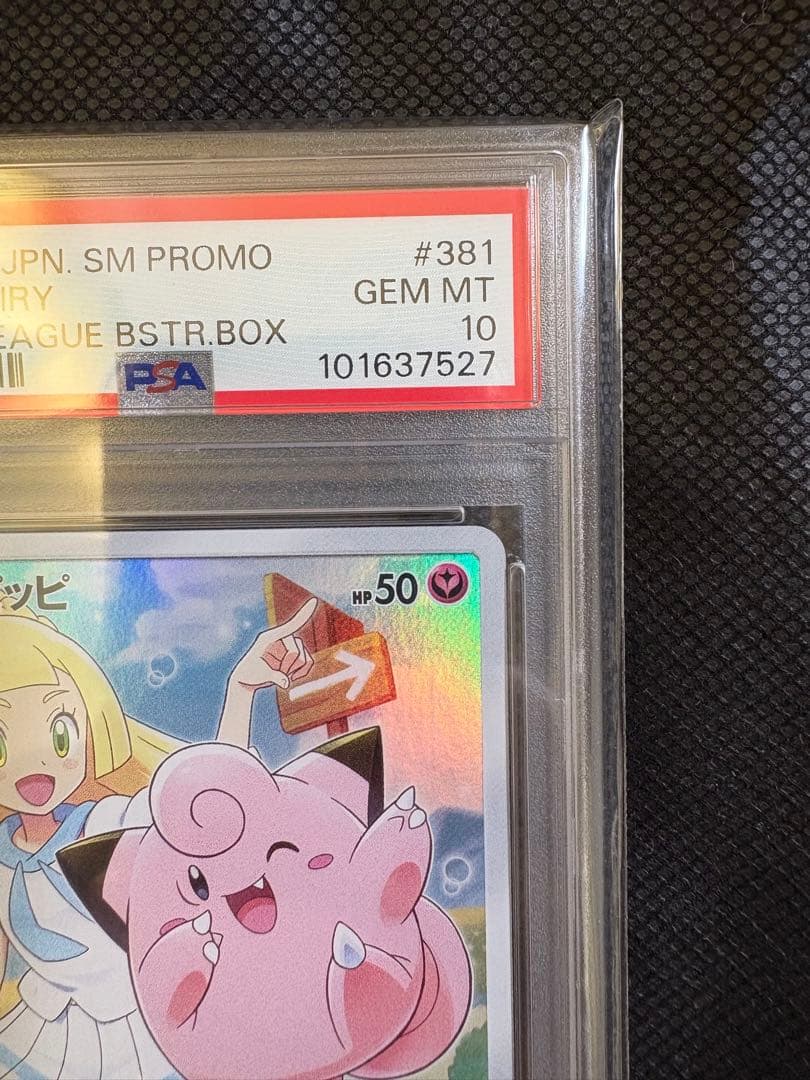 JPN. SM PROMO #381
IRY GEM MT
EAGUE BSTR.BOX 10
PSA 101637527
ッピ HP50